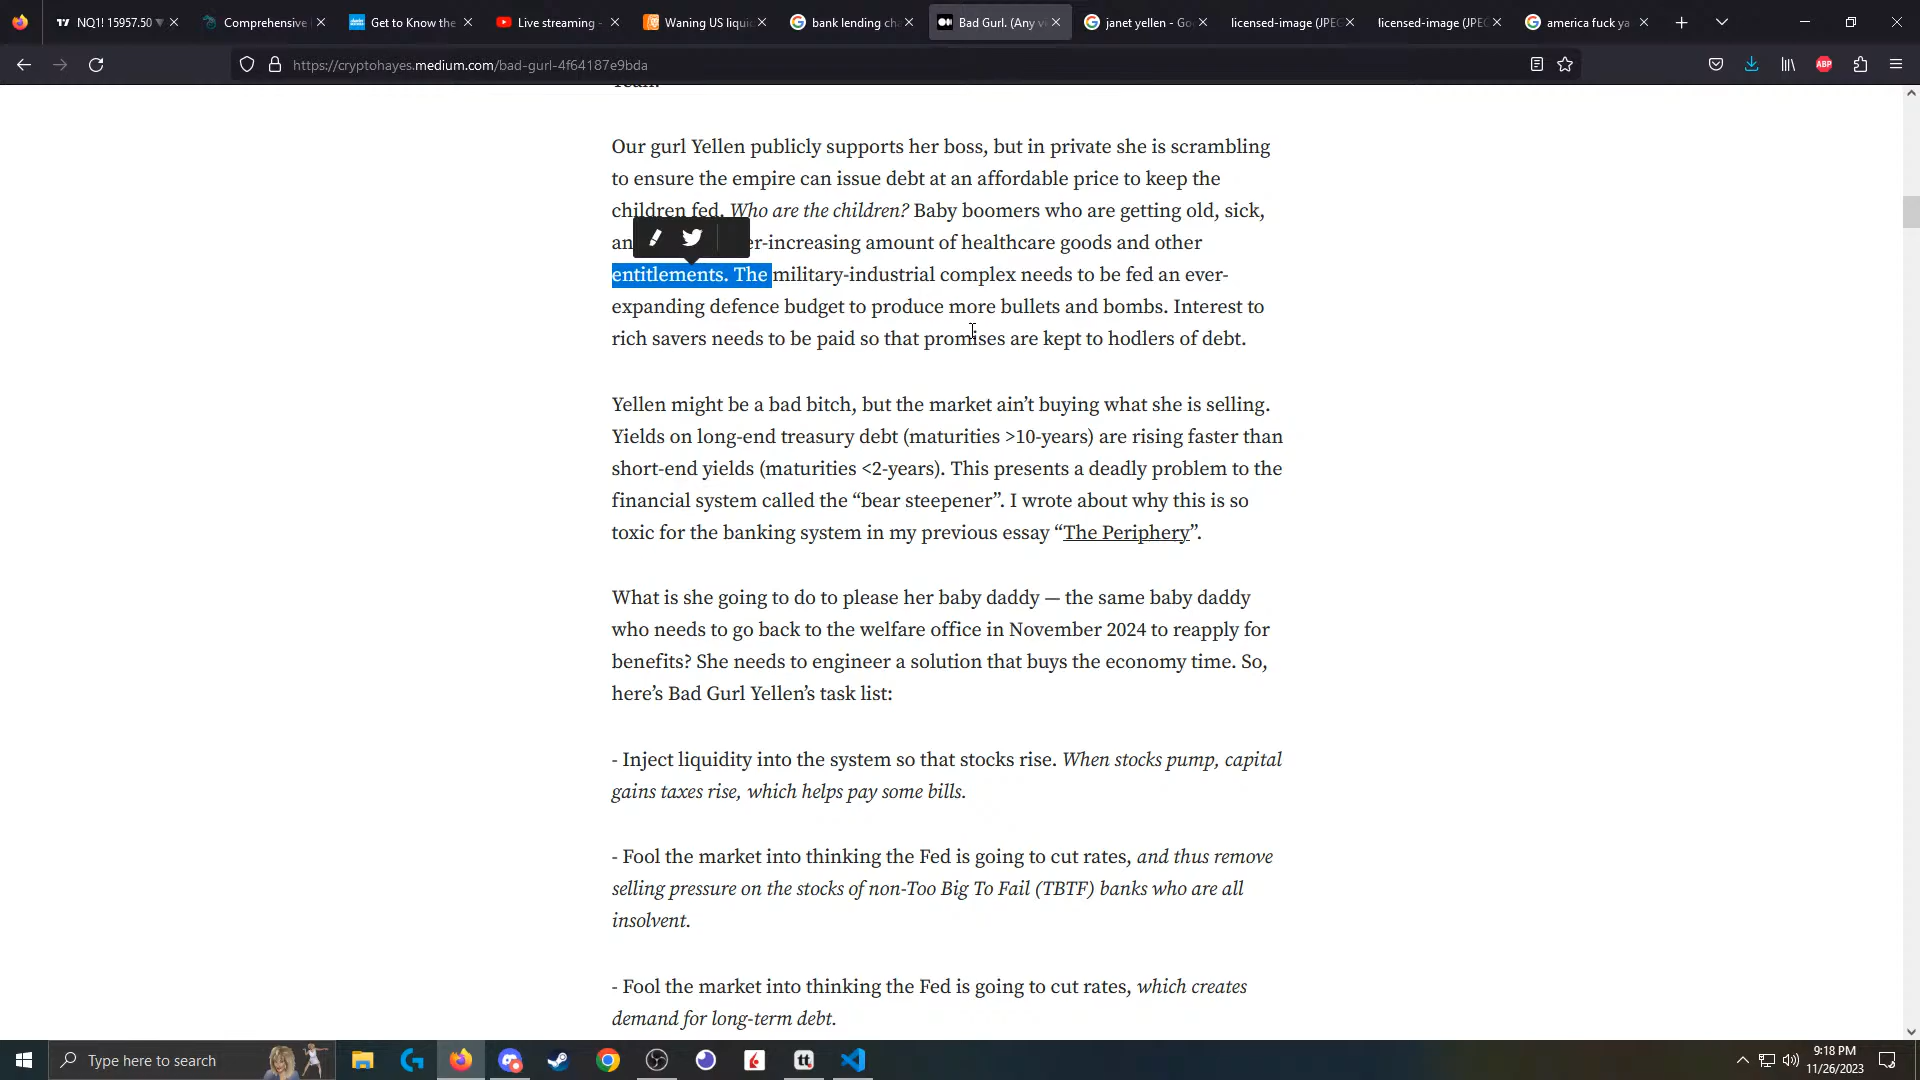 NQ1! 15957.50
Comprehensive
Get to Know the
Live streaming -
Waning US liquid
bank lending cha
Bad Gurl. (Any v
janet yellen - Go
licensed-image (JPEG
licensed-image (JPEG
america fuck ya
https://cryptohayes.medium.com/bad-gurl-4f64187e9bda
ABP
Yeah.
Our gurl Yellen publicly supports her boss, but in private she is scrambling
to ensure the empire can issue debt at an affordable price to keep the
children fed. Who are the children? Baby boomers who are getting old, sick,
an er-increasing amount of healthcare goods and other
entitlements. The military-industrial complex needs to be fed an ever-
expanding defence budget to produce more bullets and bombs. Interest to
rich savers needs to be paid so that promises are kept to hodlers of debt.
Yellen might be a bad bitch, but the market ain’t buying what she is selling.
Yields on long-end treasury debt (maturities >10-years) are rising faster than
short-end yields (maturities <2-years). This presents a deadly problem to the
financial system called the “bear steepener”. I wrote about why this is so
toxic for the banking system in my previous essay “The Periphery”.
What is she going to do to please her baby daddy — the same baby daddy
who needs to go back to the welfare office in November 2024 to reapply for
benefits? She needs to engineer a solution that buys the economy time. So,
here’s Bad Gurl Yellen’s task list:
- Inject liquidity into the system so that stocks rise. When stocks pump, capital
gains taxes rise, which helps pay some bills.
- Fool the market into thinking the Fed is going to cut rates, and thus remove
selling pressure on the stocks of non-Too Big To Fail (TBTF) banks who are all
insolvent.
- Fool the market into thinking the Fed is going to cut rates, which creates
demand for long-term debt.
Type here to search
tt
9:18 PM
11/26/2023